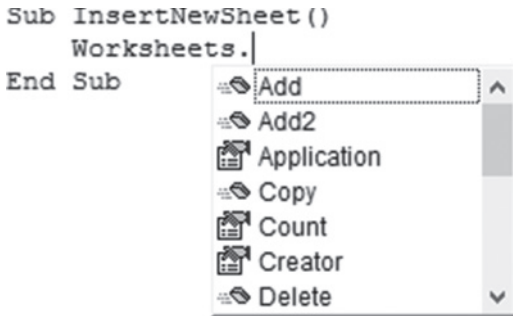 Sub InsertNewSheet()
Worksheets.
End Sub
Add
Add2
Application
Copy
Count
Creator
Delete